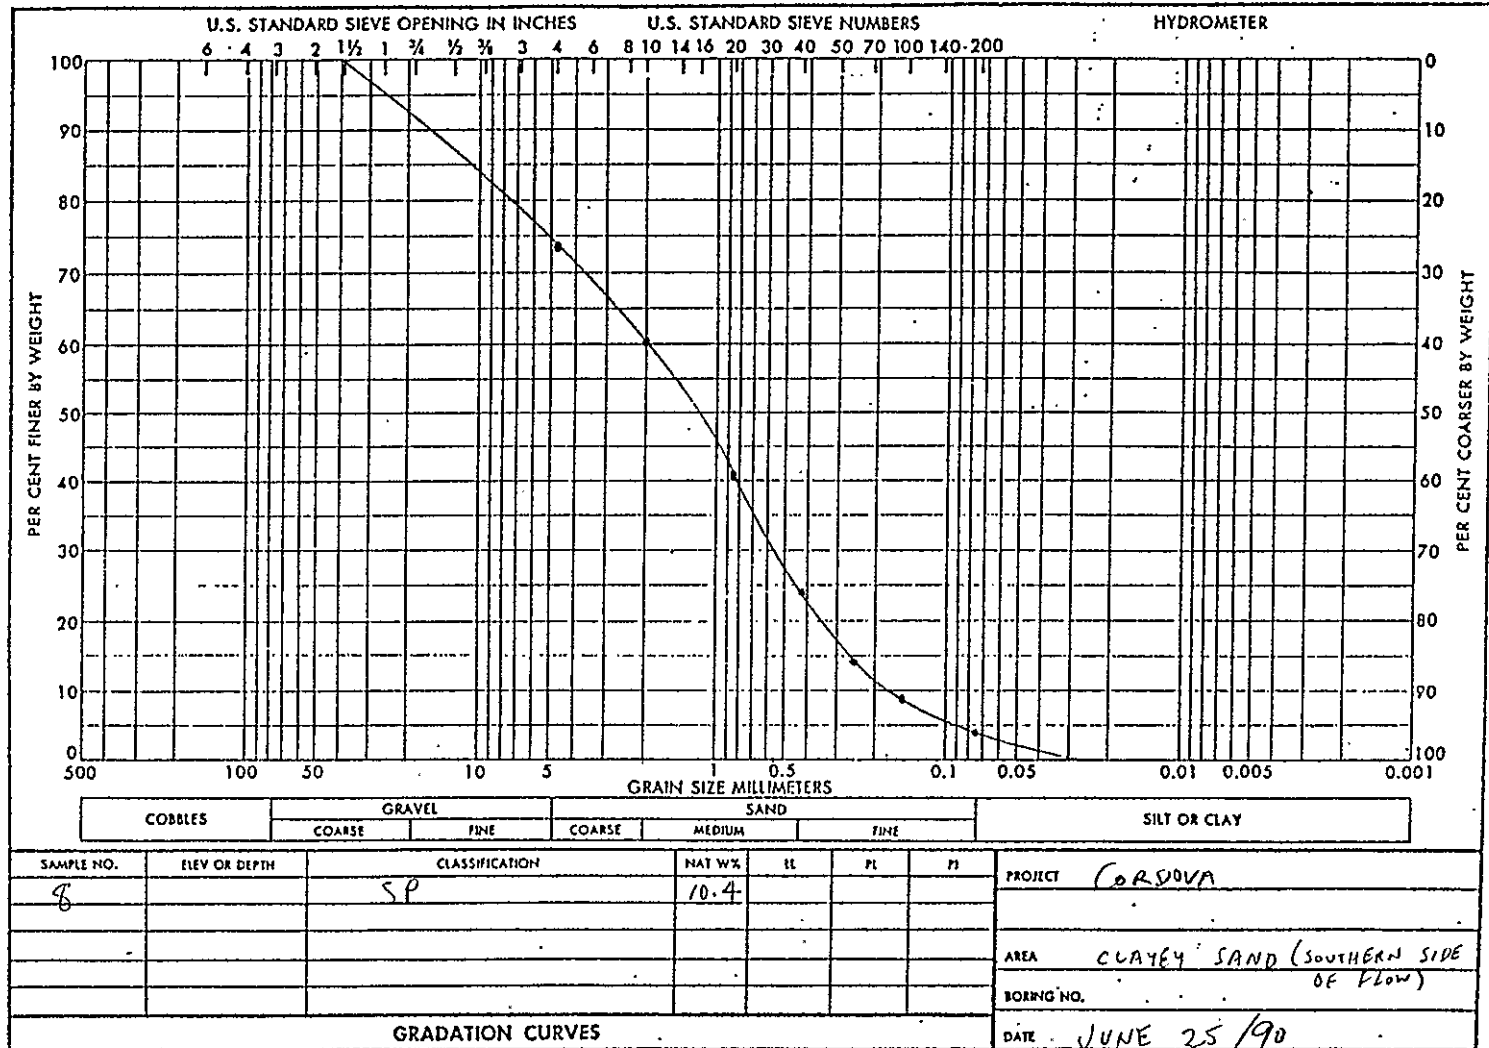 U.S. STANDARD SIEVE OPENING IN INCHES U.S. STANDARD SIEVE NUMBERS HYDROMETER
6 4 3 2 1½ 1 ¾ ½ ⅜ 3 4 6 8 10 14 16 20 30 40 50 70 100 140 200
100 0
90 10
80 20
70 30
60 40
50 50
40 60
30 70
20 80
10 90
0 100
PER CENT FINER BY WEIGHT
PER CENT COARSER BY WEIGHT
500 100 50 10 5 1 0.5 0.1 0.05 0.01 0.005 0.001
GRAIN SIZE MILLIMETERS
COBBLES GRAVEL SAND SILT OR CLAY
COARSE FINE COARSE MEDIUM FINE
SAMPLE NO. ELEV OR DEPTH CLASSIFICATION NAT W% LL PL PI
8 SP 10.4
PROJECT CORDOVA
AREA CLAYEY SAND (SOUTHERN SIDE
OF FLOW)
BORING NO.
GRADATION CURVES
DATE JUNE 25/90